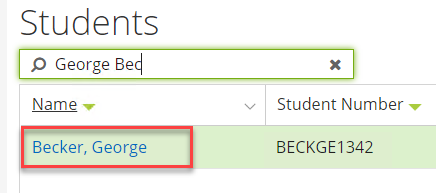 Students
George Bec
Name Student Number
Becker, George BECKGE1342